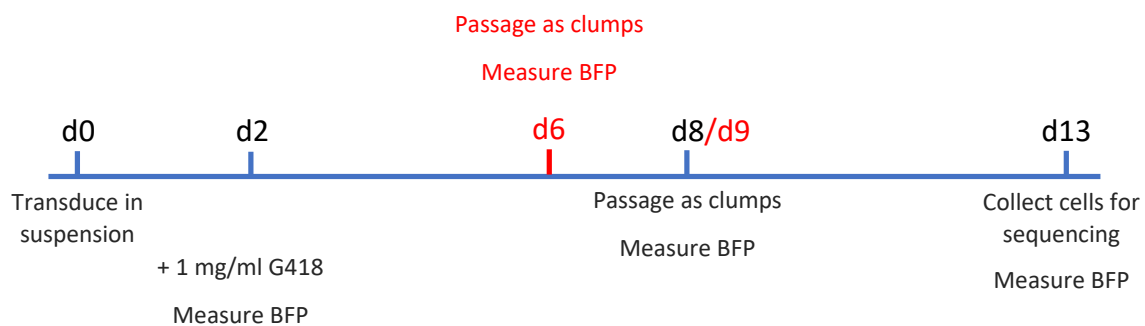 Passage as clumps
Measure BFP
d0
d2
d6
d8/d9
d13
Transduce in
suspension
+ 1 mg/ml G418
Measure BFP
Passage as clumps
Measure BFP
Collect cells for
sequencing
Measure BFP